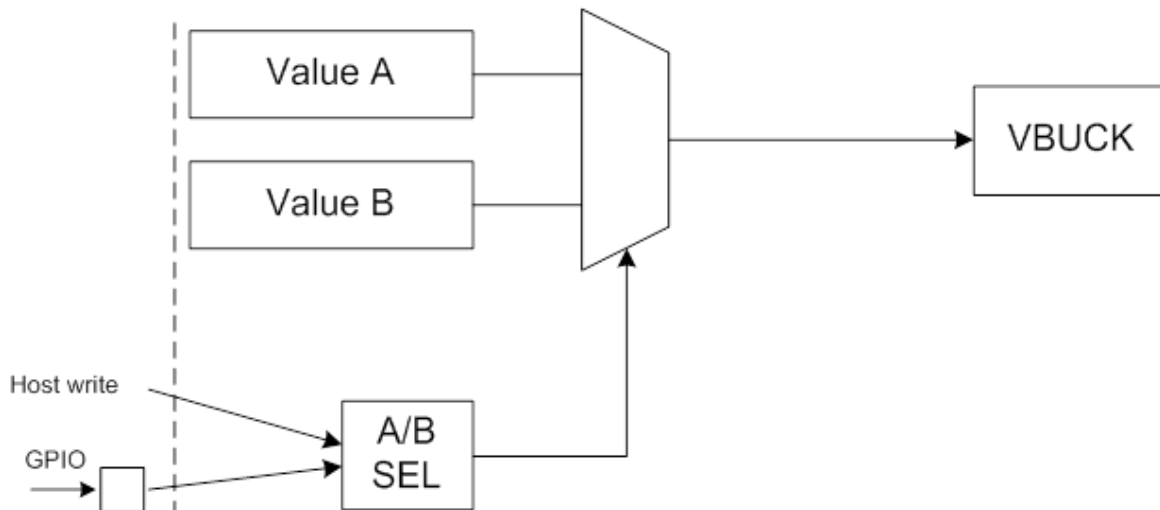 Value A
VBUCK
Value B
Host write
A/B
SEL
GPIO